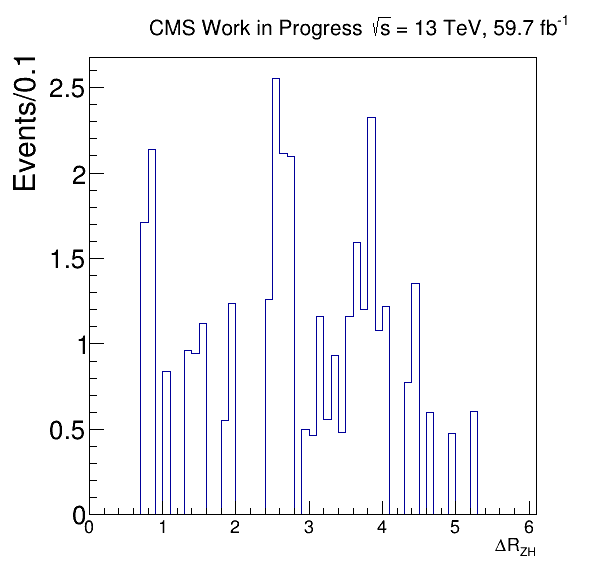 CMS Work in Progress √s = 13 TeV, 59.7 fb⁻¹
Events/0.1
2.5
2
1.5
1
0.5
0
0 1 2 3 4 5 6
ΔR_ZH